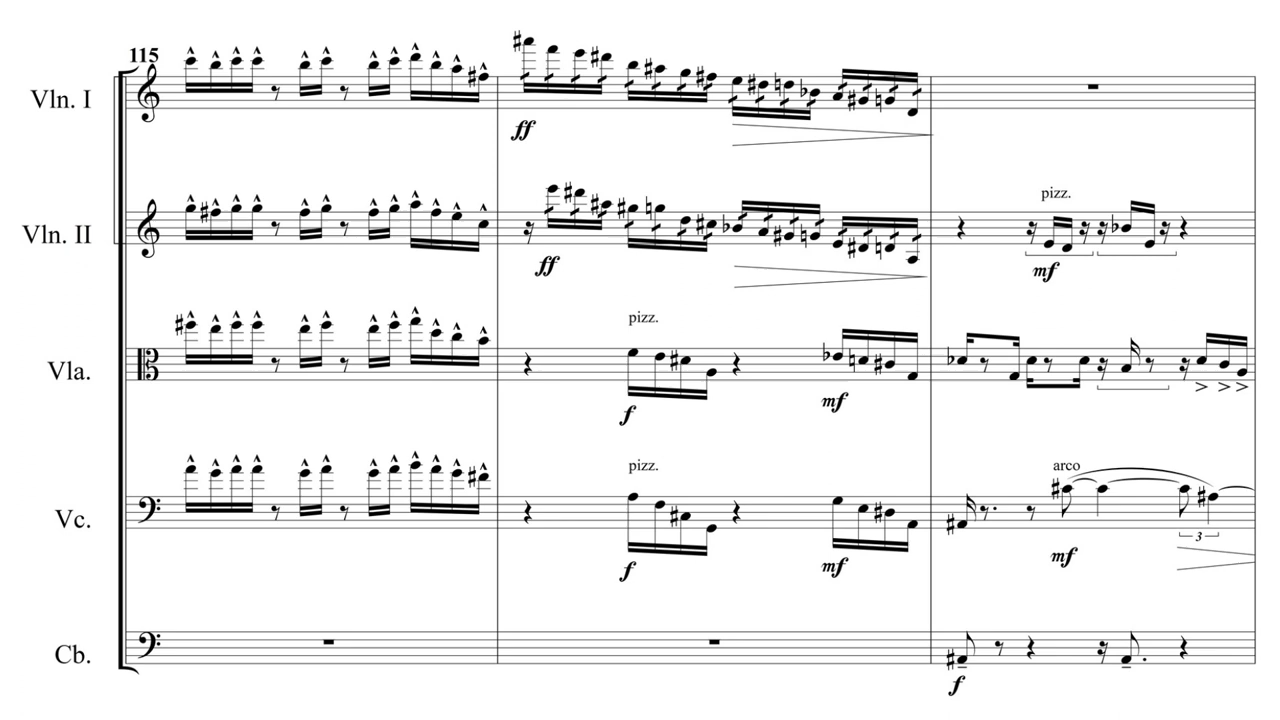 115
Vln. I
ff
pizz.
Vln. II
ff
mf
pizz.
Vla.
f
mf
pizz.
arco
Vc.
3
f
mf
mf
Cb.
f